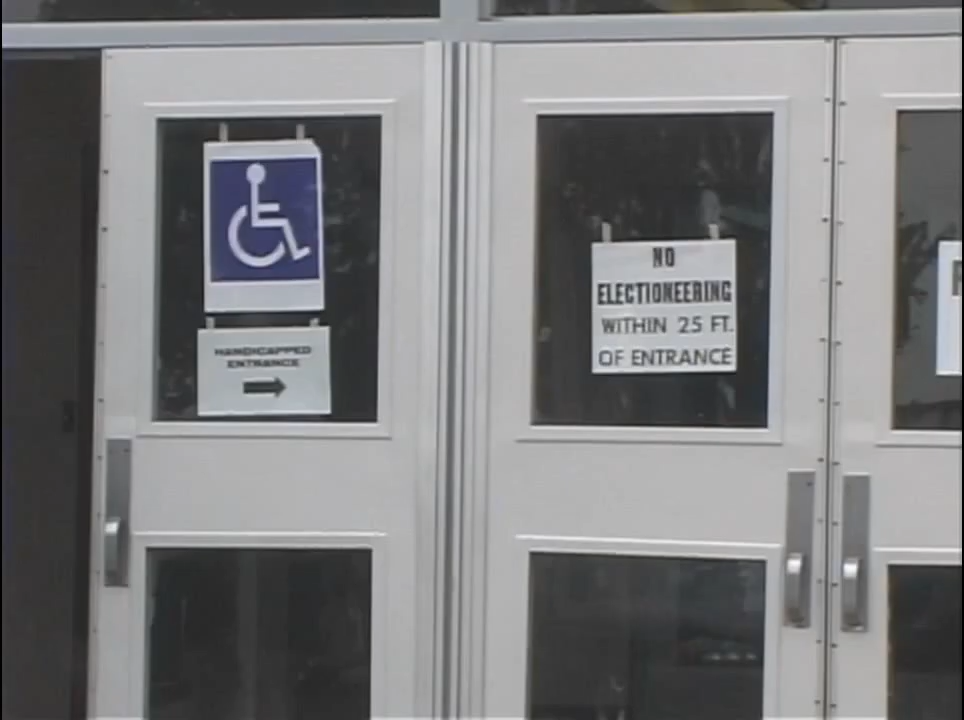 HANDICAPPED
ENTRANCE
NO
ELECTIONEERING
WITHIN 25 FT.
OF ENTRANCE